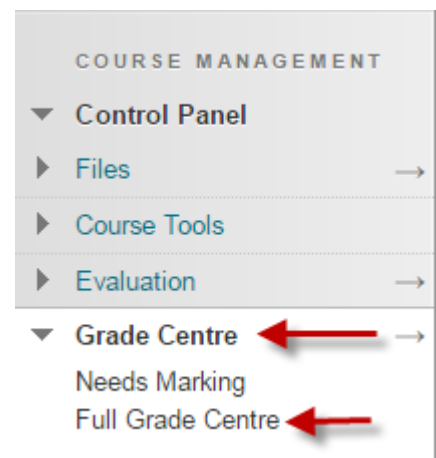 COURSE MANAGEMENT
Control Panel
Files
Course Tools
Evaluation
Grade Centre
Needs Marking
Full Grade Centre